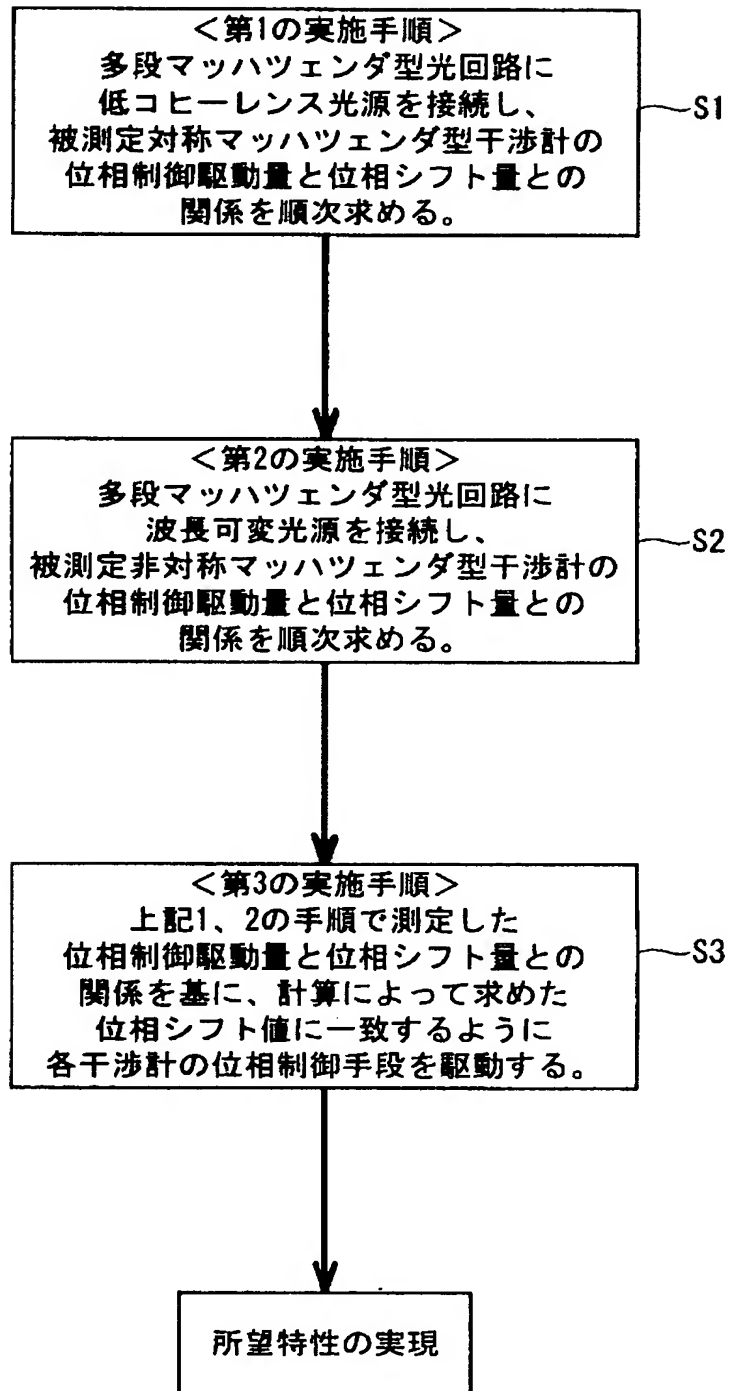 <第1の実施手順>
多段マッハツェンダ型光回路に
低コヒーレンス光源を接続し、
被測定対称マッハツェンダ型干渉計の
位相制御駆動量と位相シフト量との
関係を順次求める。
S1
<第2の実施手順>
多段マッハツェンダ型光回路に
波長可変光源を接続し、
被測定非対称マッハツェンダ型干渉計の
位相制御駆動量と位相シフト量との
関係を順次求める。
S2
<第3の実施手順>
上記1、2の手順で測定した
位相制御駆動量と位相シフト量との
関係を基に、計算によって求めた
位相シフト値に一致するように
各干渉計の位相制御手段を駆動する。
S3
所望特性の実現